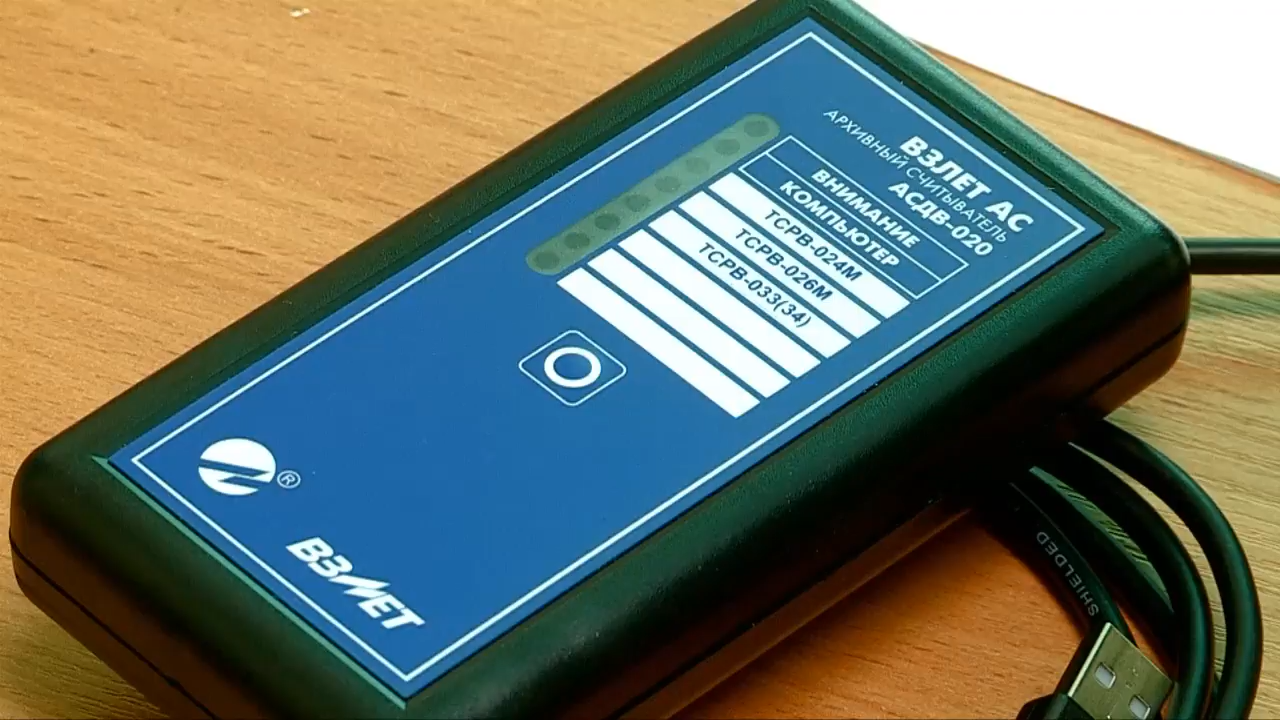 ВЗЛЕТ АС
АРХИВНЫЙ СЧИТЫВАТЕЛЬ
АСДВ-020
ВНИМАНИЕ
КОМПЬЮТЕР
ТСРВ-024М
ТСРВ-026М
ТСРВ-033(34)
®
ВЗЛЕТ
SHIELDED